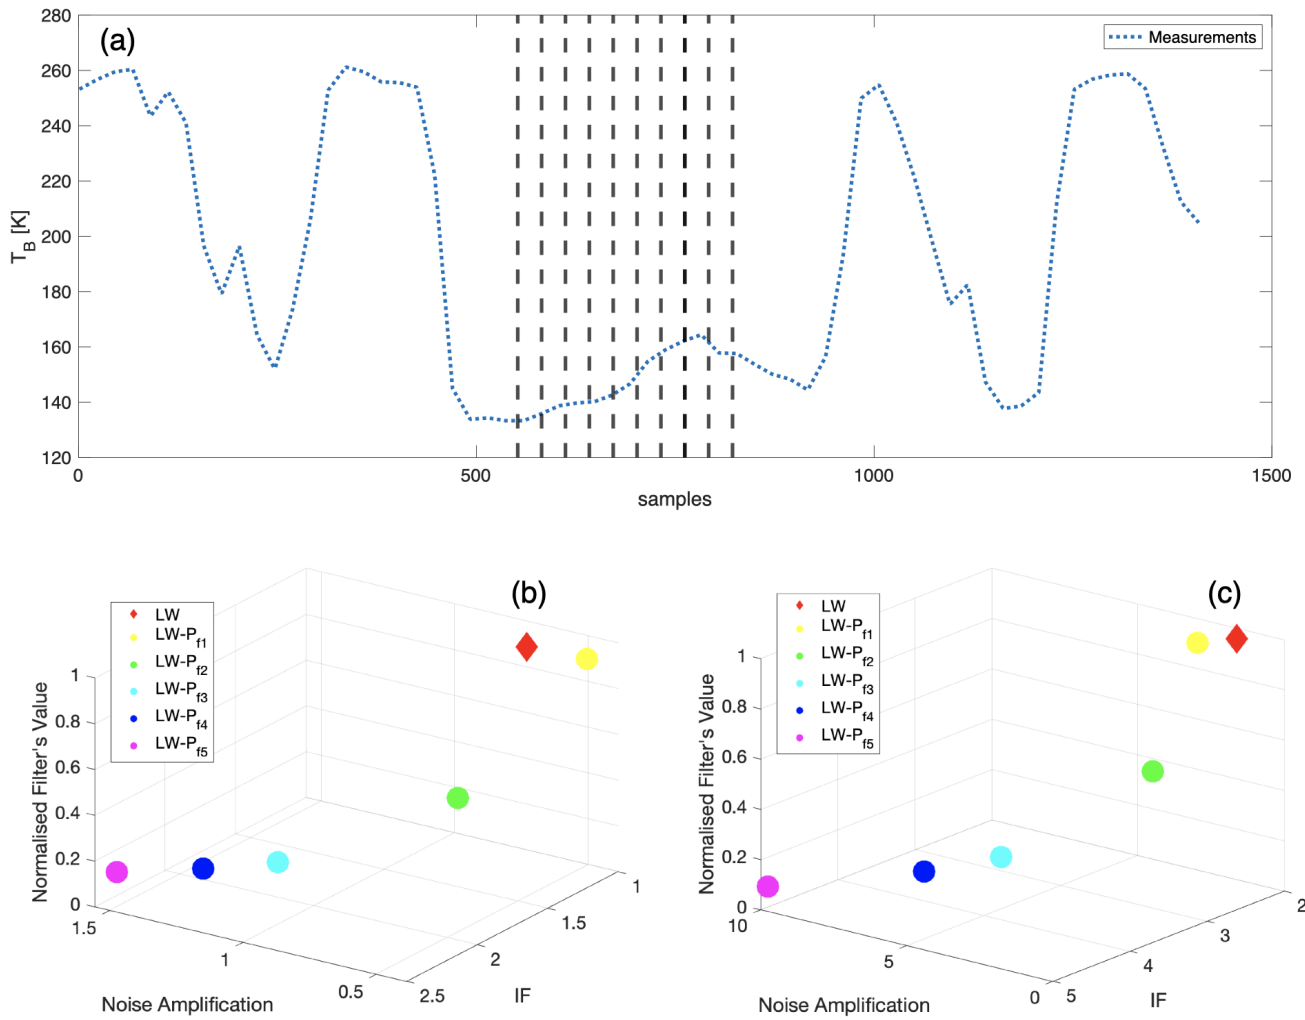 280
(a)
Measurements
260
240
220
200
180
160
140
120
T_B [K]
0
500
1000
1500
samples
(b)
LW
LW-P_f1
LW-P_f2
LW-P_f3
LW-P_f4
LW-P_f5
1
0.8
0.6
0.4
0.2
0
Normalised Filter's Value
1.5
1
0.5
Noise Amplification
2.5
2
1.5
1
IF
(c)
LW
LW-P_f1
LW-P_f2
LW-P_f3
LW-P_f4
LW-P_f5
1
0.8
0.6
0.4
0.2
0
Normalised Filter's Value
10
5
0
Noise Amplification
5
4
3
2
IF